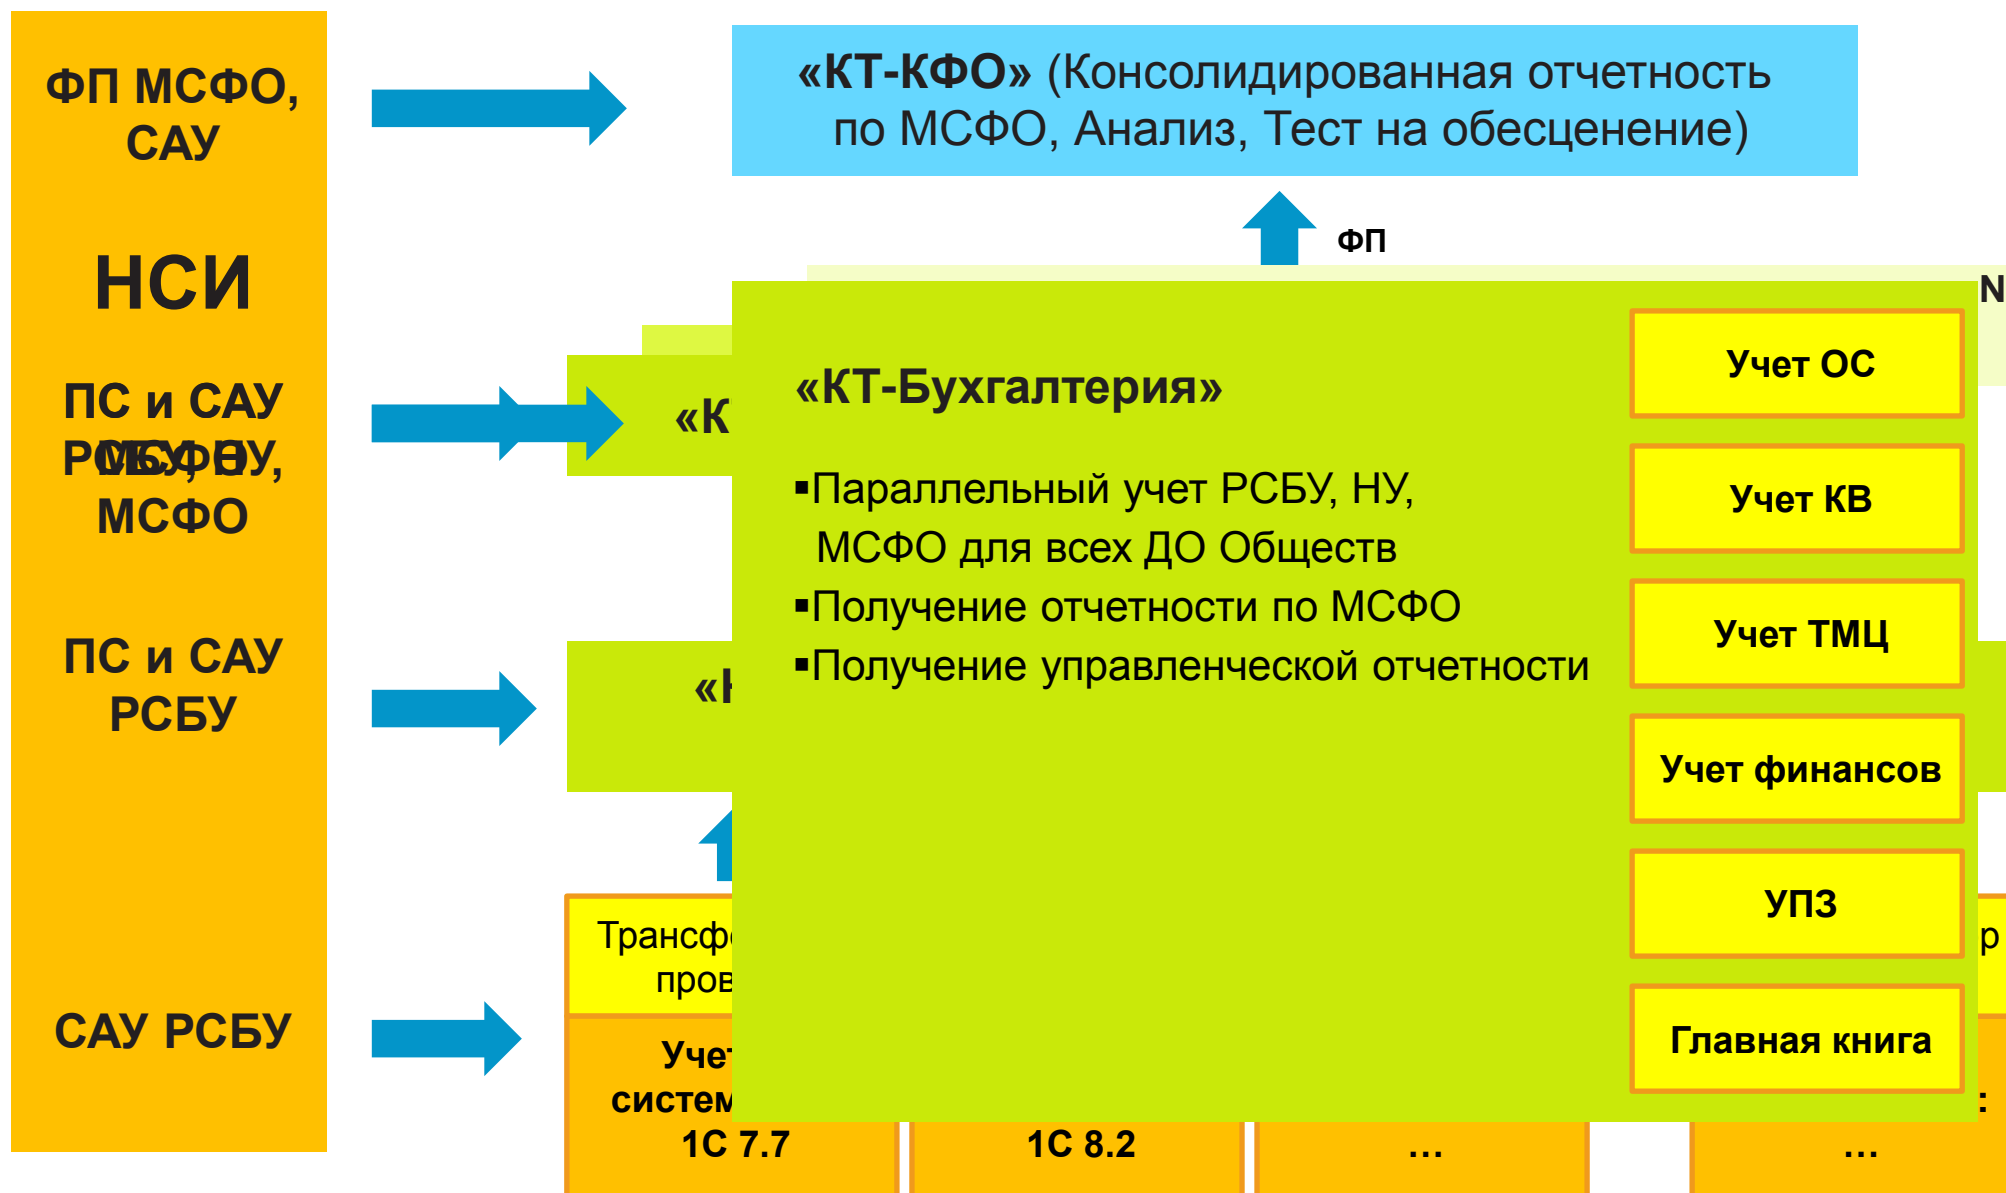 ФП МСФО,
САУ
НСИ
ПС и САУ
РСБУ, НУ,
МСФО
МСФО
ПС и САУ
РСБУ
САУ РСБУ
«КТ-КФО» (Консолидированная отчетность
по МСФО, Анализ, Тест на обесценение)
ФП
N
«КТ-Бухгалтерия»
▪Параллельный учет РСБУ, НУ,
МСФО для всех ДО Обществ
▪Получение отчетности по МСФО
▪Получение управленческой отчетности
Учет ОС
Учет КВ
Учет ТМЦ
Учет финансов
УПЗ
Главная книга
1С 7.7
1С 8.2
...
...